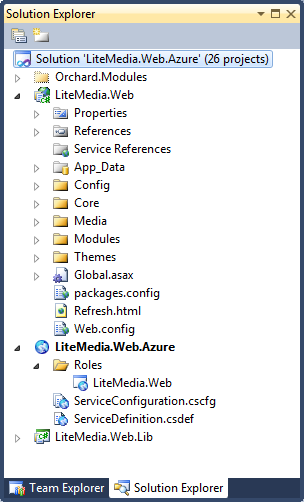 Solution Explorer
Solution 'LiteMedia.Web.Azure' (26 projects)
Orchard.Modules
LiteMedia.Web
Properties
References
Service References
App_Data
Config
Core
Media
Modules
Themes
Global.asax
packages.config
Refresh.html
Web.config
LiteMedia.Web.Azure
Roles
LiteMedia.Web
ServiceConfiguration.cscfg
ServiceDefinition.csdef
LiteMedia.Web.Lib
Team Explorer Solution Explorer